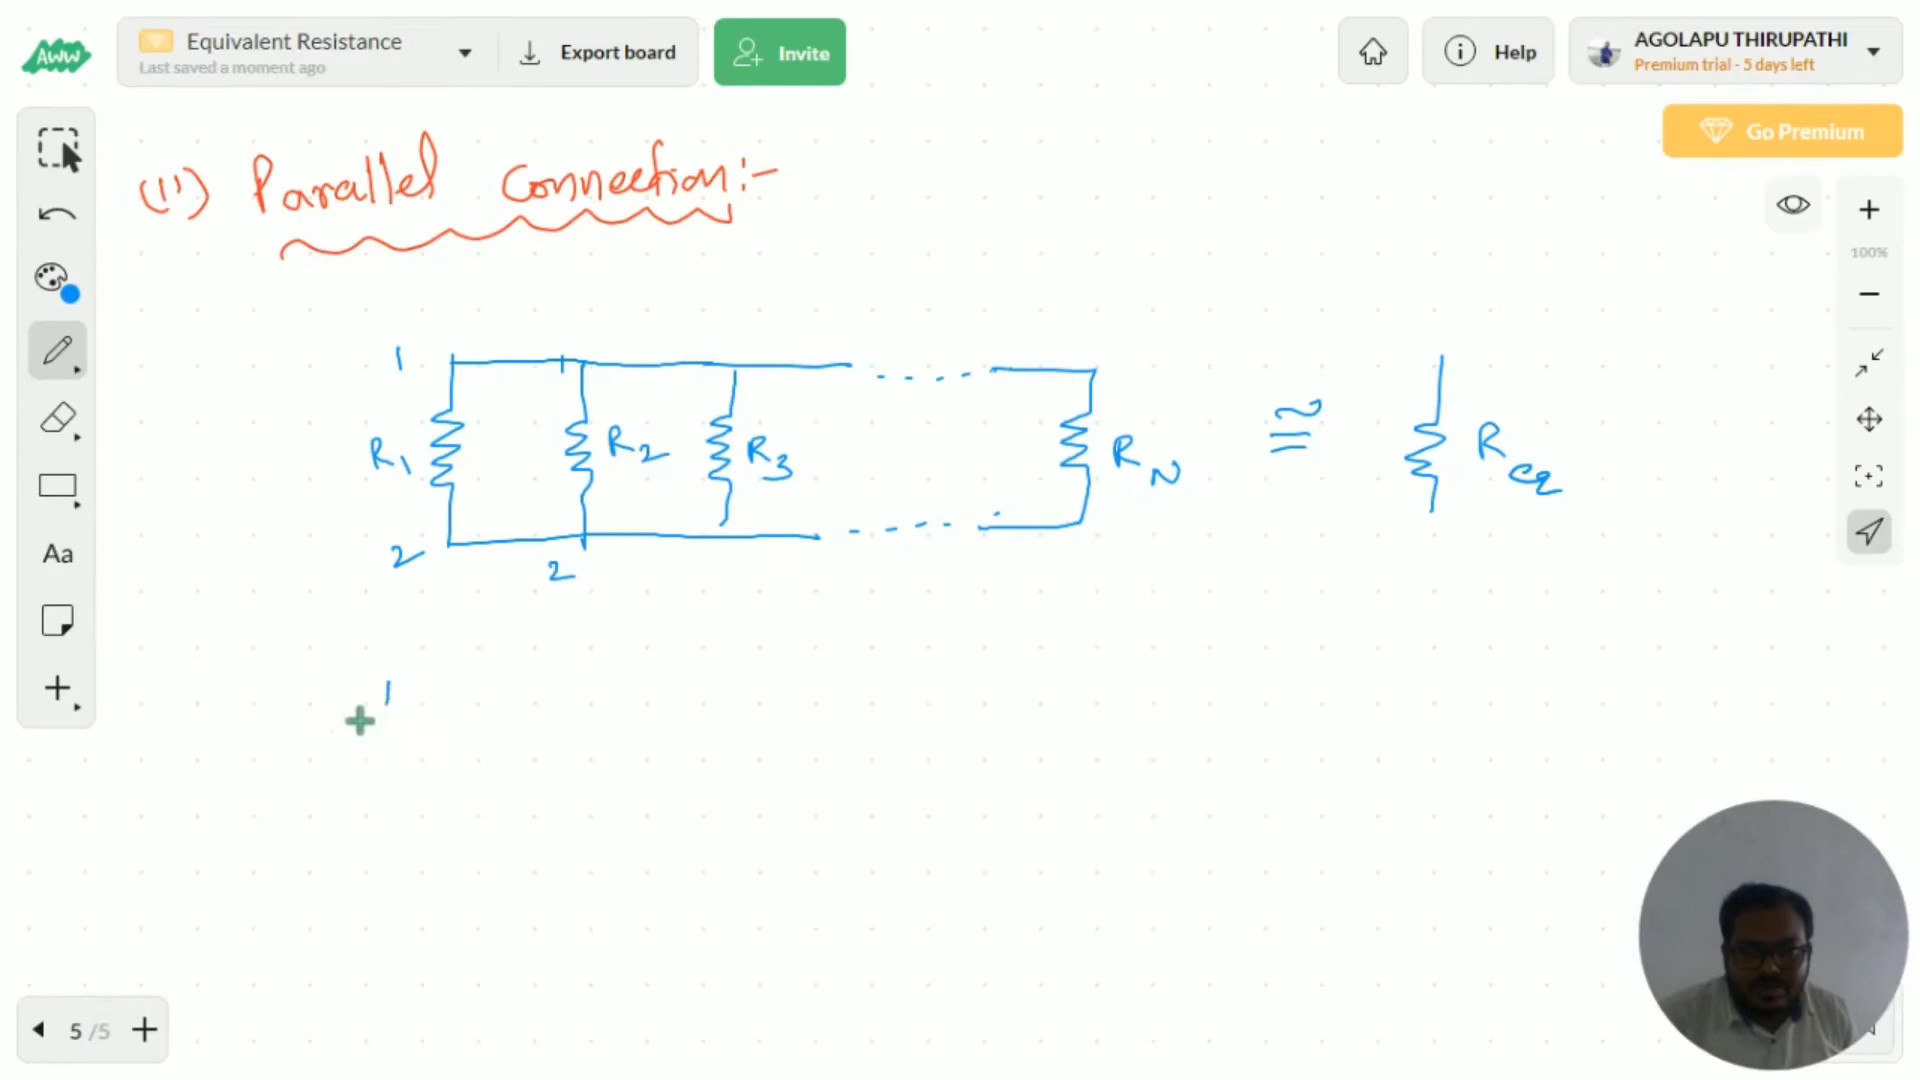 AWW
Equivalent Resistance
Last saved a moment ago
Export board
Invite
Help
AGOLAPU THIRUPATHI
Premium trial - 5 days left
Go Premium
(ii) Parallel Connection:-
100%
1
R1
R2
R3
RN
≅
Req
2
2
Aa
1
5 /5